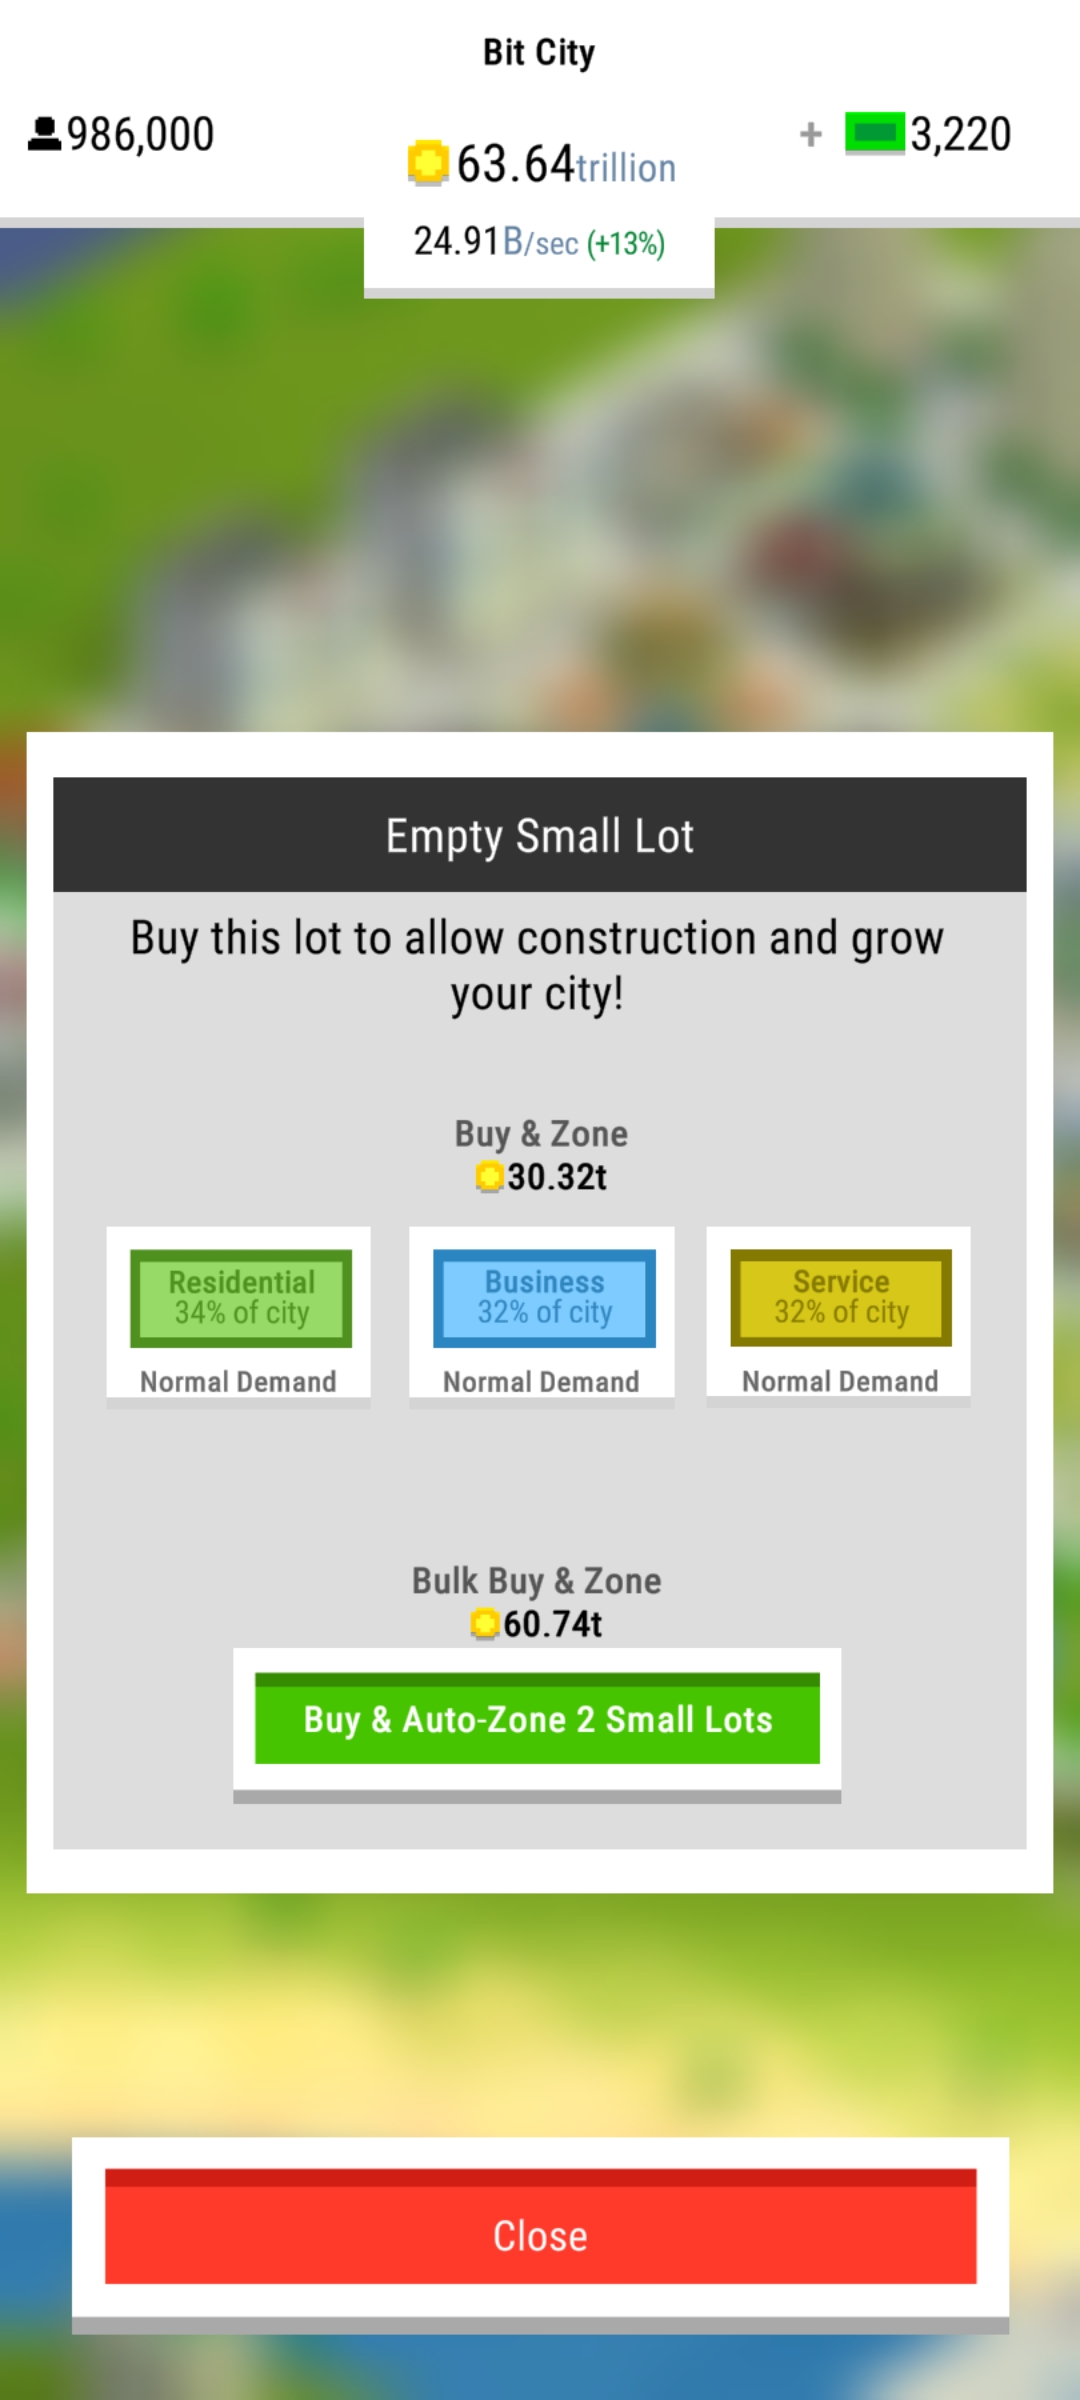 Bit City
986,000
63.64trillion
+ 3,220
24.91B/sec (+13%)
Empty Small Lot
Buy this lot to allow construction and grow
your city!
Buy & Zone
30.32t
Residential
34% of city
Normal Demand
Business
32% of city
Normal Demand
Service
32% of city
Normal Demand
Bulk Buy & Zone
60.74t
Buy & Auto-Zone 2 Small Lots
Close